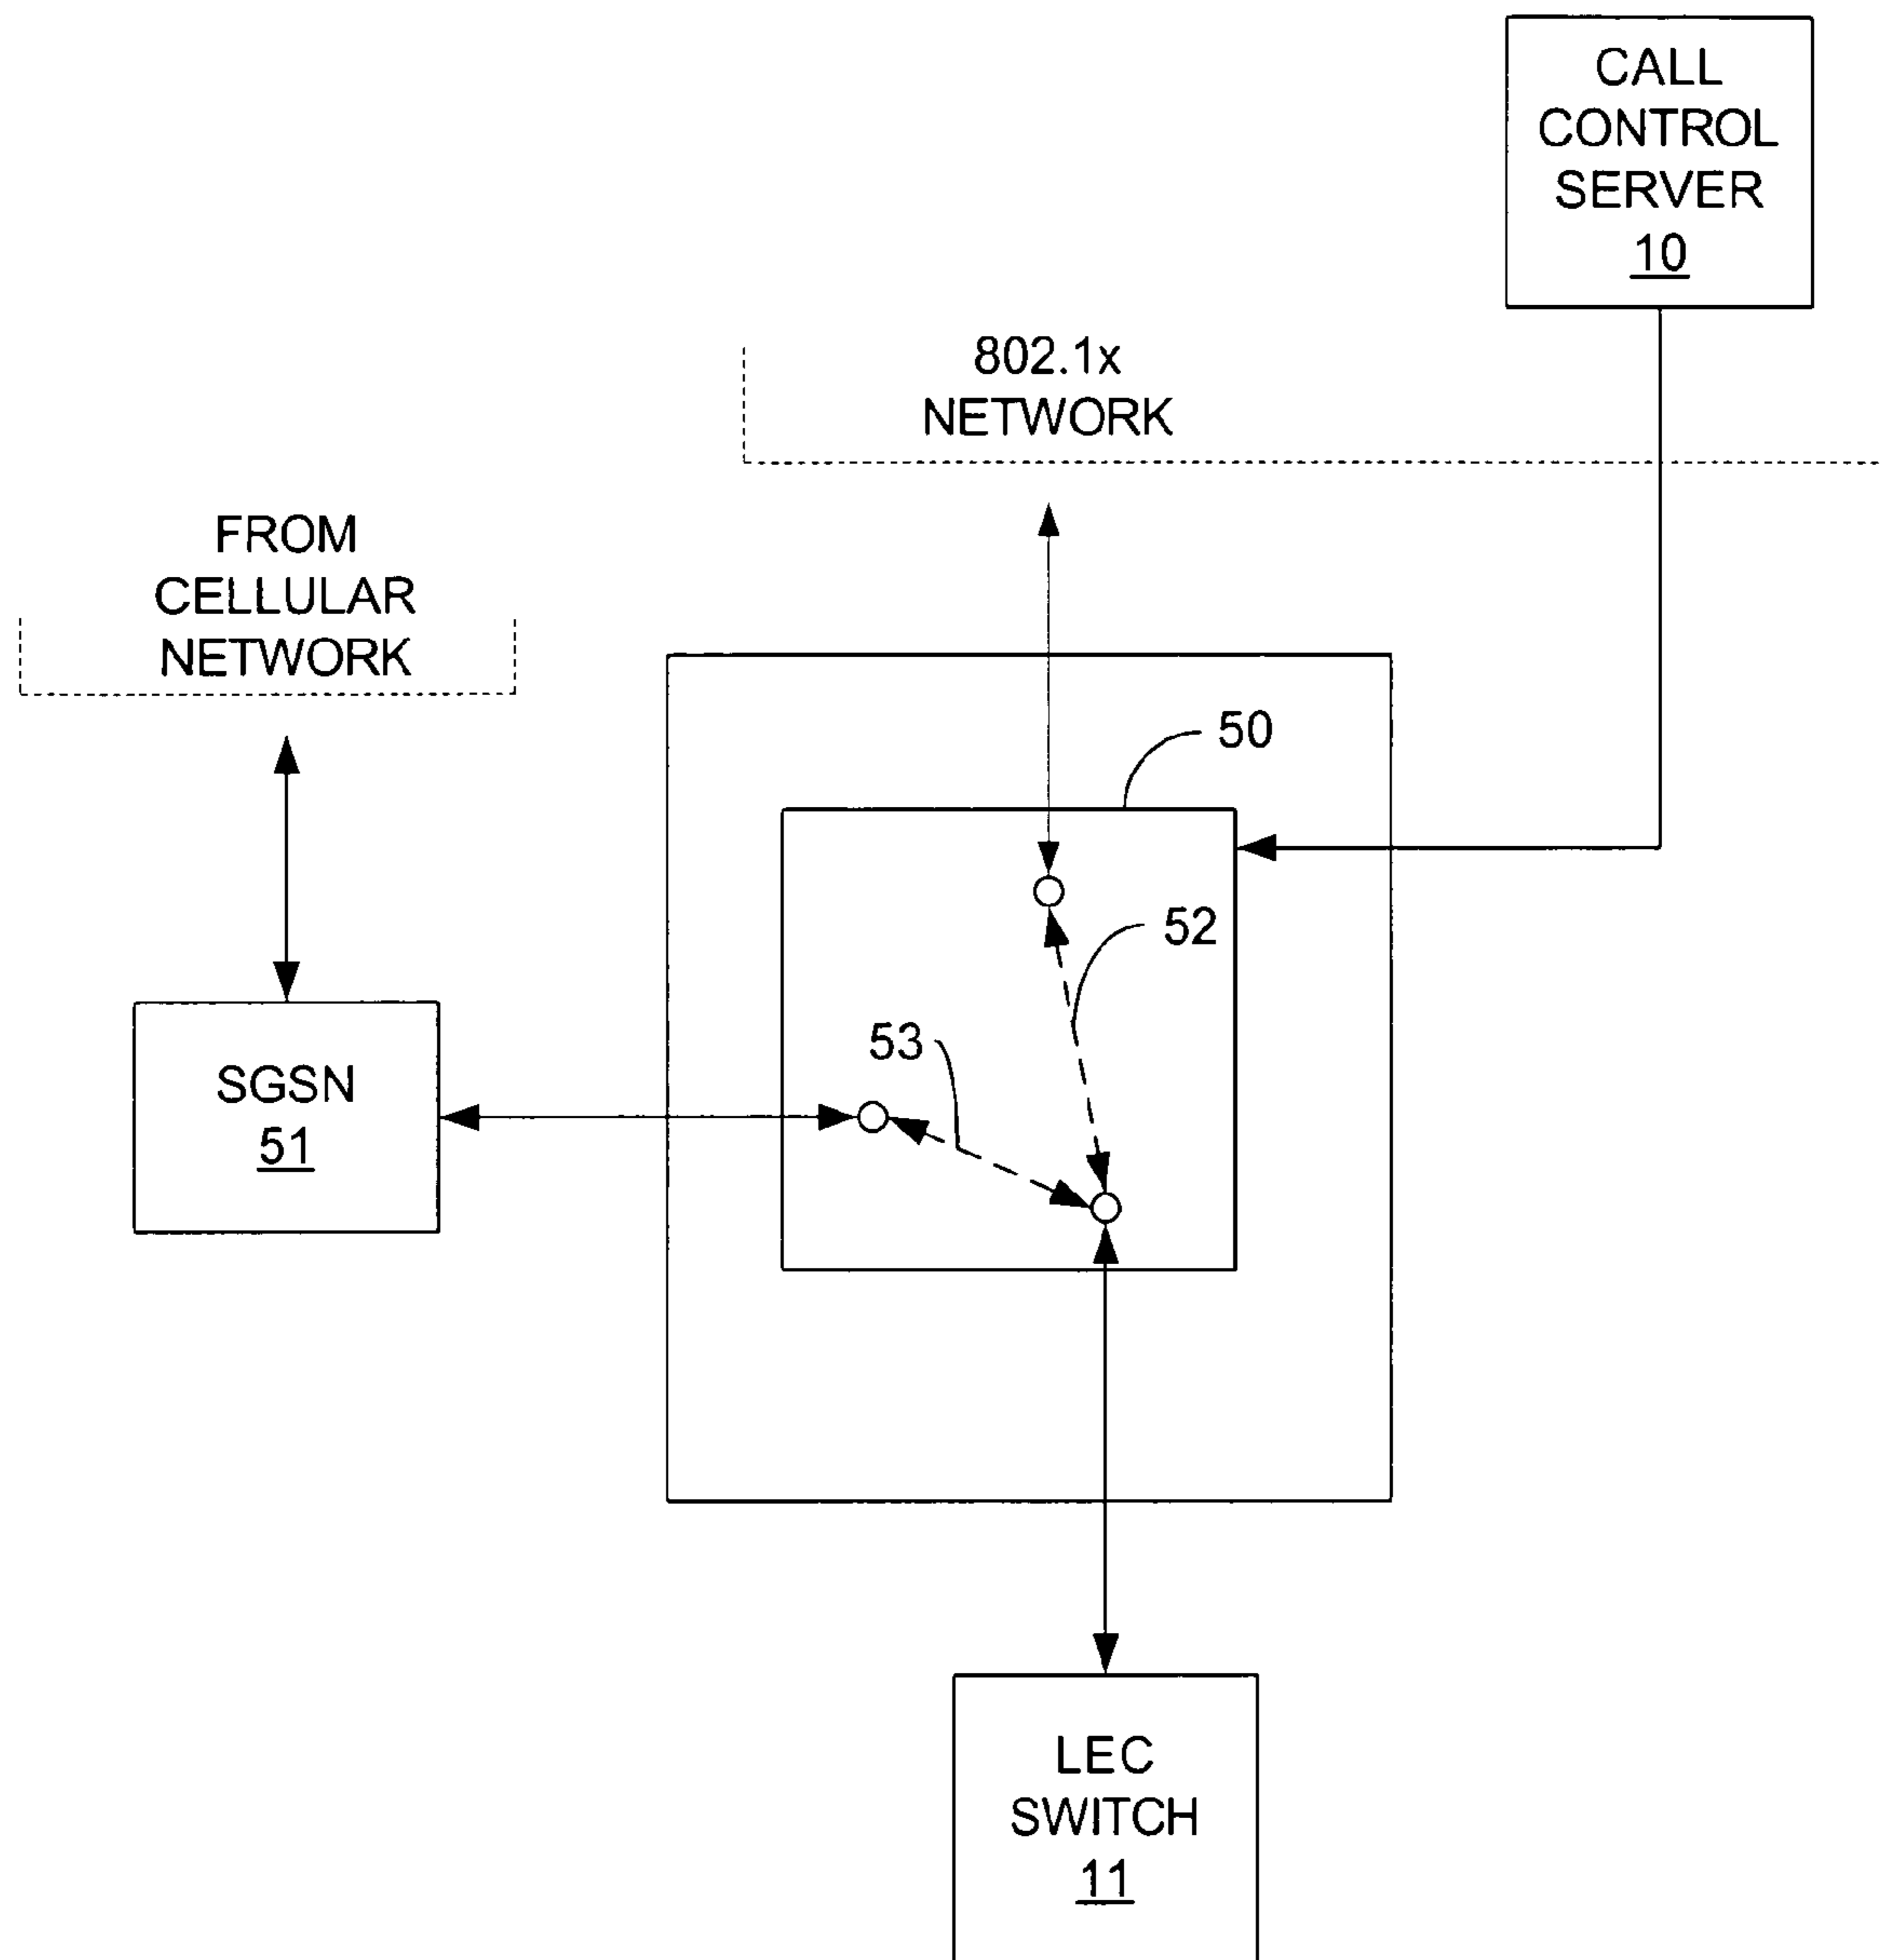 CALL
CONTROL
SERVER
10
802.1x
NETWORK
FROM
CELLULAR
NETWORK
50
52
53
SGSN
51
LEC
SWITCH
11